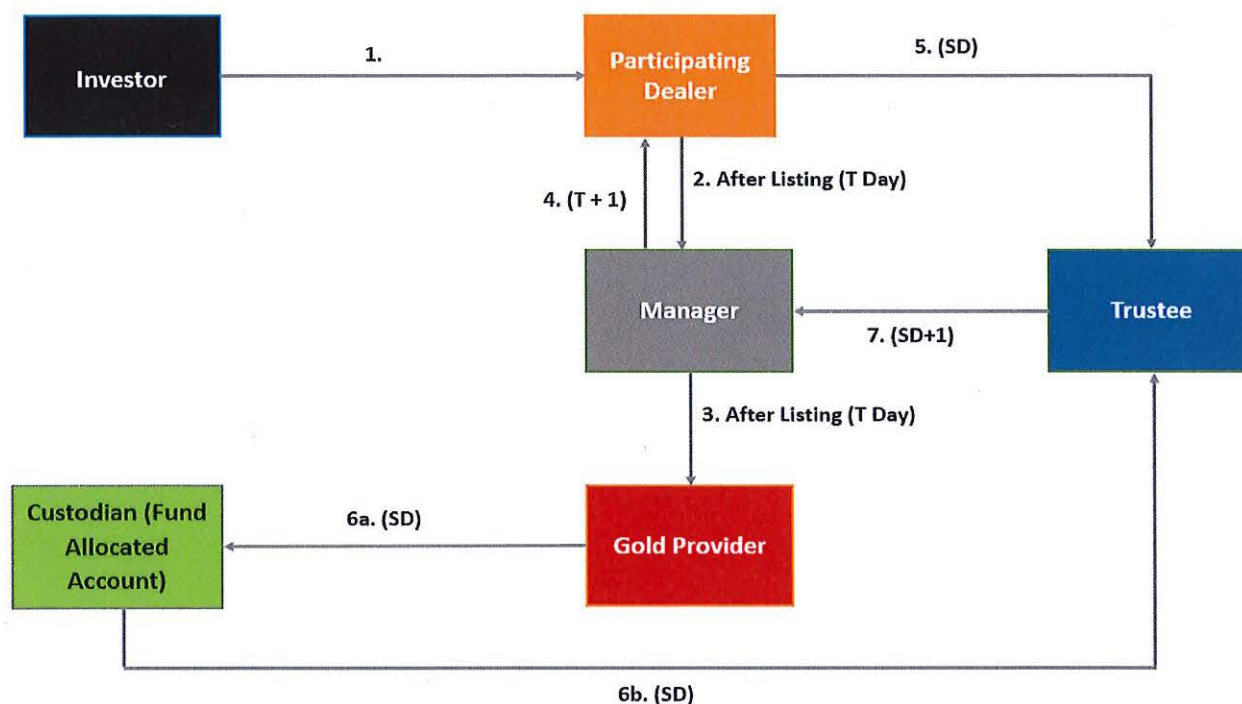 1.
5. (SD)
Investor
Participating
Dealer
2. After Listing (T Day)
4. (T + 1)
Manager
Trustee
7. (SD+1)
3. After Listing (T Day)
Custodian (Fund
Allocated
Account)
6a. (SD)
Gold Provider
6b. (SD)